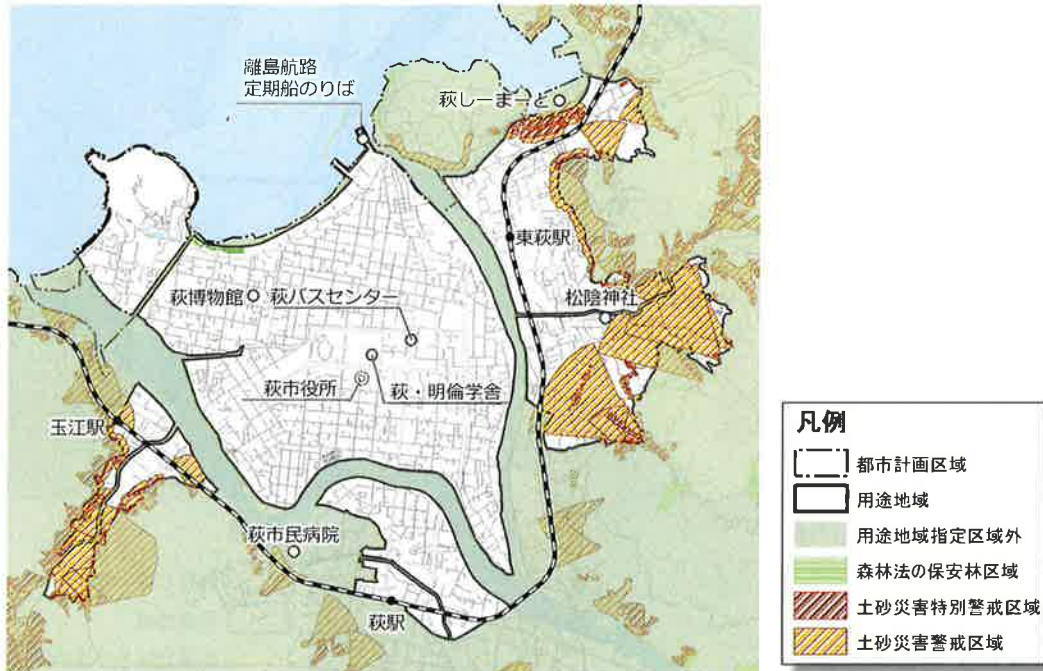 離島航路
定期船のりば
萩しーまーと
東萩駅
松陰神社
萩博物館
萩バスセンター
萩市役所
萩・明倫学舎
玉江駅
萩市民病院
萩駅
凡例
都市計画区域
用途地域
用途地域指定区域外
森林法の保安林区域
土砂災害特別警戒区域
土砂災害警戒区域